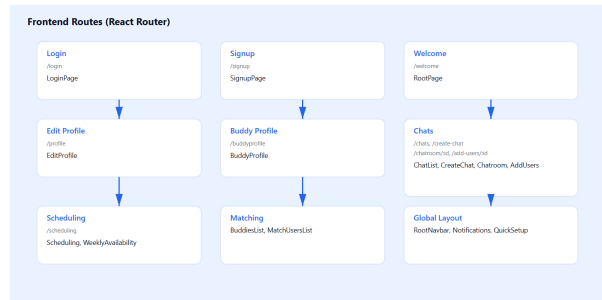 Frontend Routes (React Router)
Login
/login
LoginPage
Signup
/signup
SignupPage
Welcome
/welcome
RootPage
Edit Profile
/profile
EditProfile
Buddy Profile
/buddyprofile
BuddyProfile
Chats
/chats, /create-chat
/chatroom/:id, /add-users/:id
ChatList, CreateChat, Chatroom, AddUsers
Scheduling
/scheduling
Scheduling, WeeklyAvailability
Matching
BuddiesList, MatchUsersList
Global Layout
RootNavbar, Notifications, QuickSetup